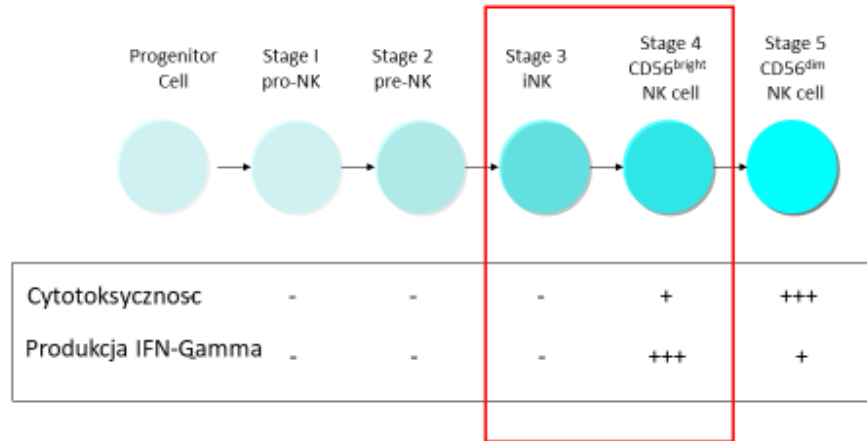 Progenitor
Cell
Stage I
pro-NK
Stage 2
pre-NK
Stage 3
iNK
Stage 4
CD56bright
NK cell
Stage 5
CD56dim
NK cell
Cytotoksycznosc - - - + +++
Produkcja IFN-Gamma - - - +++ +